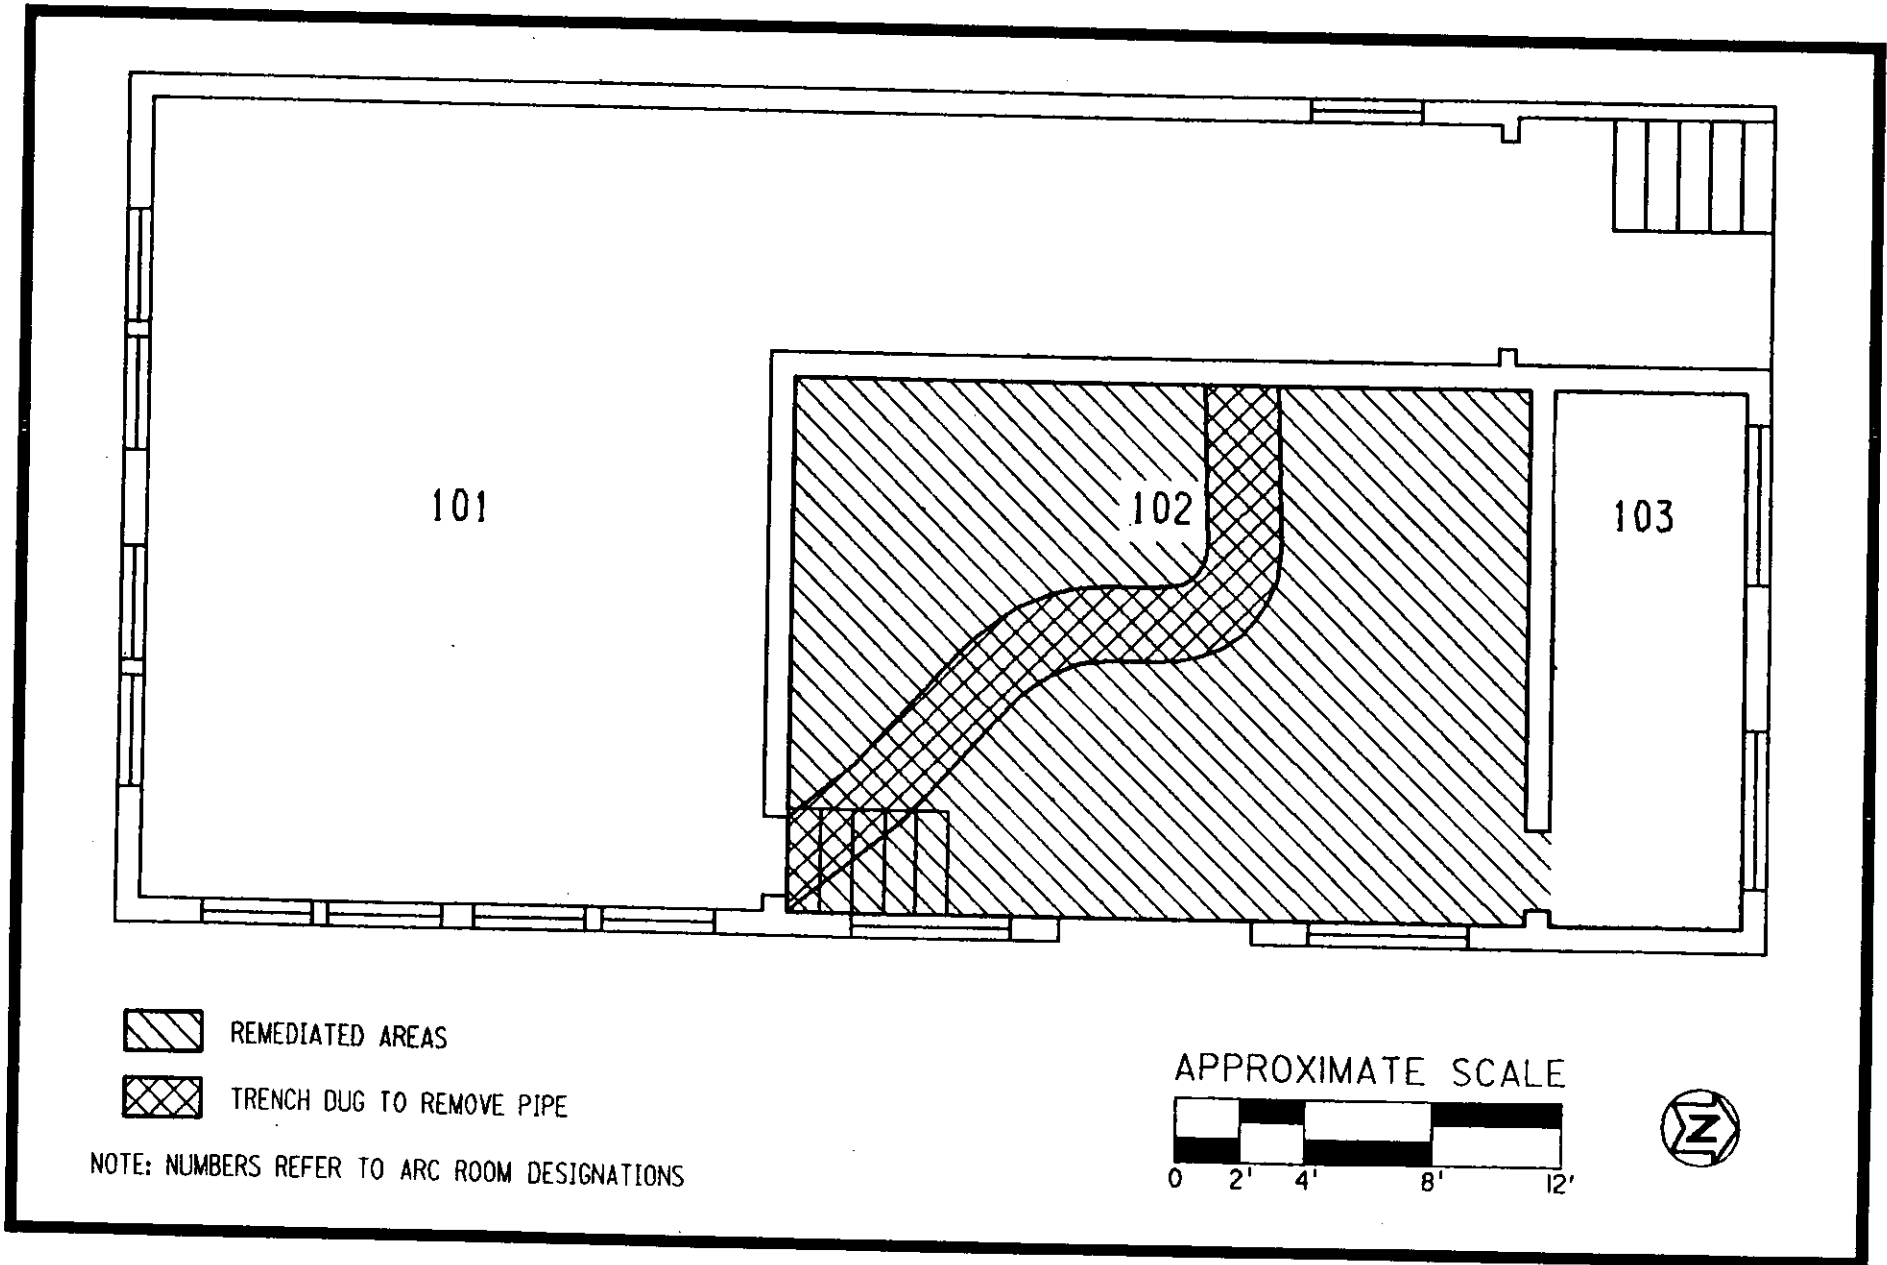 101
102
103
REMEDIATED AREAS
TRENCH DUG TO REMOVE PIPE
NOTE: NUMBERS REFER TO ARC ROOM DESIGNATIONS
APPROXIMATE SCALE
0 2' 4' 8' 12'
N